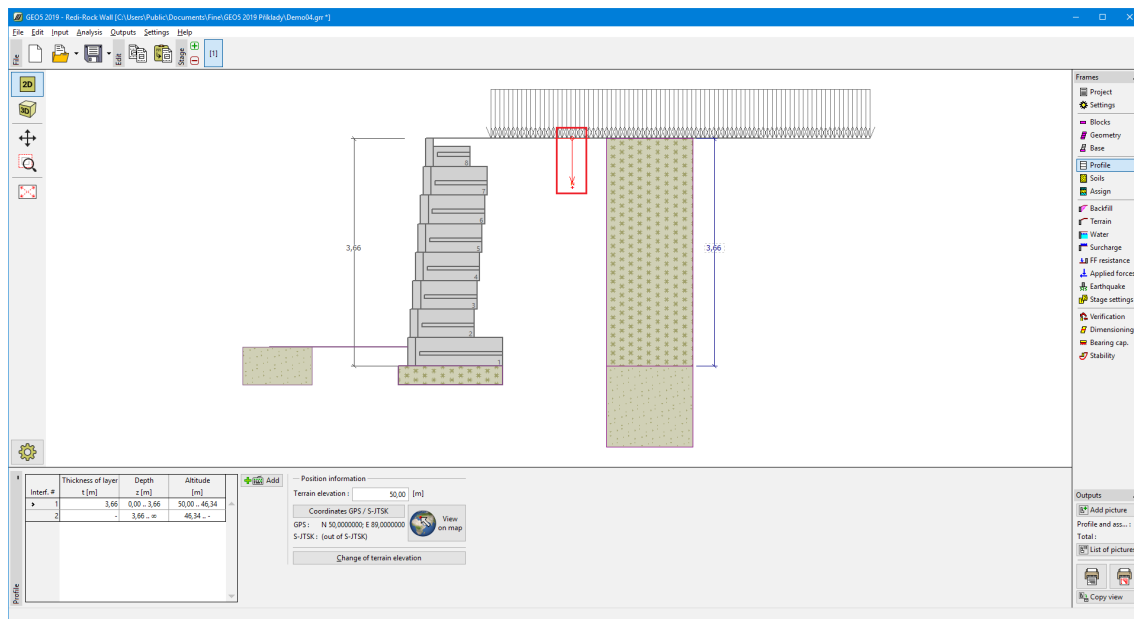 GEO5 2019 - Redi-Rock Wall [C:\Users\Public\Documents\Fine\GEO5 2019 Příklady\Demo04.grr *]
File Edit Input Analysis Outputs Settings Help
File Edit Stage [1]
2D
3D
Frames
Project
Settings
Blocks
Geometry
Base
Profile
Soils
Assign
Backfill
Terrain
Water
Surcharge
FF resistance
Applied forces
Earthquake
Stage settings
Verification
Dimensioning
Bearing cap.
Stability
8
7
6
5
4
3
2
1
3,66
3,66
Profile
Interf. # Thickness of layer t [m] Depth z [m] Altitude [m]
> 1 3,66 0,00 .. 3,66 50,00 .. 46,34
2 - 3,66 .. ∞ 46,34 .. -
Add
Position information
Terrain elevation : 50,00 [m]
Coordinates GPS / S-JTSK
GPS : N 50,0000000; E 89,0000000
S-JTSK : (out of S-JTSK)
View on map
Change of terrain elevation
Outputs
Add picture
Profile and ass... :
Total :
List of pictures
Copy view